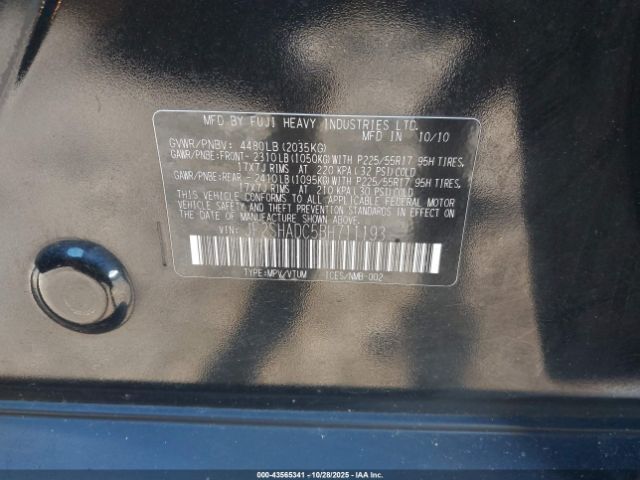 MFD BY FUJI HEAVY INDUSTRIES LTD.
MFD IN 10/10
GVWR/PNBV: 4480LB(2035KG)
GAWR/PNBE:FRONT- 2310LB(1050KG)WITH P225/55R17 95H TIRES,
17X7J RIMS AT 220 KPA(32 PSI)COLD
GAWR/PNBE:REAR - 2410LB(1095KG)WITH P225/55R17 95H TIRES,
17X7J RIMS AT 210 KPA(30 PSI)COLD
THIS VEHICLE CONFORMS TO ALL APPLICABLE FEDERAL MOTOR
VEHICLE SAFETY AND THEFT PREVENTION STANDARDS IN EFFECT ON
THE DATE OF MANUFACTURE SHOWN ABOVE.
VIN: JF2SHADC5BH711193
TYPE:MPV/VTUM ICES/NMB-002
000-43565341 - 10/28/2025 - IAA Inc.